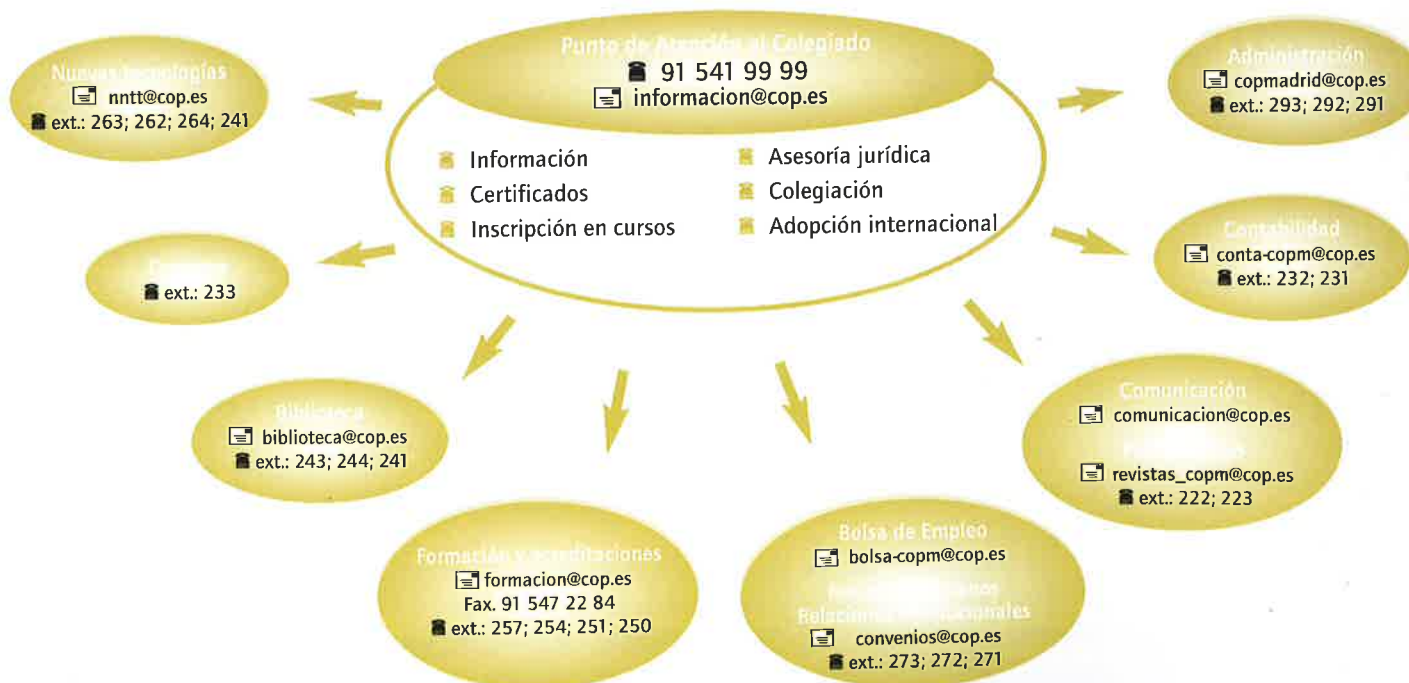 Punto de Atención al Colegiado
91 541 99 99
informacion@cop.es
Información
Certificados
Inscripción en cursos
Asesoría jurídica
Colegiación
Adopción internacional
Nuevas tecnologías
nntt@cop.es
ext.: 263; 262; 264; 241
ext.: 233
Biblioteca
biblioteca@cop.es
ext.: 243; 244; 241
Formación y acreditaciones
formacion@cop.es
Fax. 91 547 22 84
ext.: 257; 254; 251; 250
Bolsa de Empleo
bolsa-copm@cop.es
Relaciones
convenios@cop.es
ext.: 273; 272; 271
Comunicación
comunicacion@cop.es
revistas_copm@cop.es
ext.: 222; 223
Contabilidad
conta-copm@cop.es
ext.: 232; 231
Administración
copmadrid@cop.es
ext.: 293; 292; 291